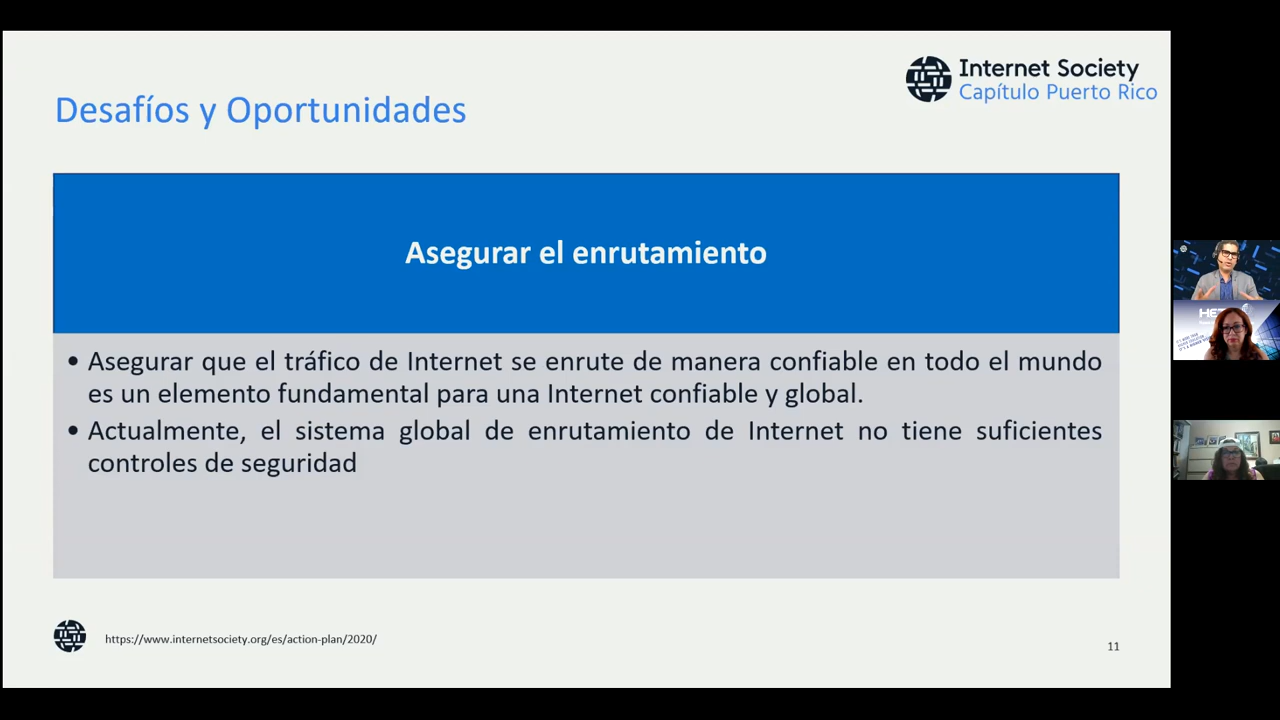 Internet Society
Capítulo Puerto Rico
Desafíos y Oportunidades
Asegurar el enrutamiento
• Asegurar que el tráfico de Internet se enrute de manera confiable en todo el mundo
es un elemento fundamental para una Internet confiable y global.
• Actualmente, el sistema global de enrutamiento de Internet no tiene suficientes
controles de seguridad
https://www.internetsociety.org/es/action-plan/2020/
11